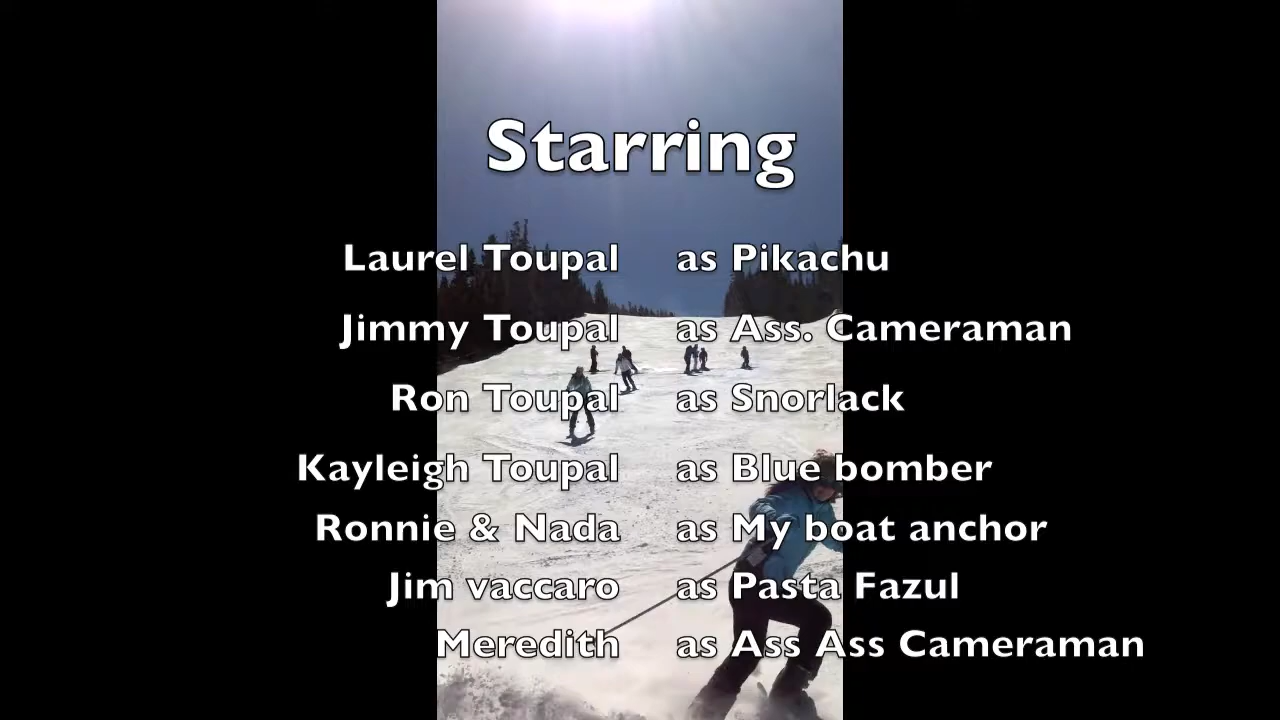 Starring
Laurel Toupal as Pikachu
Jimmy Toupal as Ass. Cameraman
Ron Toupal as Snorlack
Kayleigh Toupal as Blue bomber
Ronnie & Nada as My boat anchor
Jim vaccaro as Pasta Fazul
Meredith as Ass Ass Cameraman